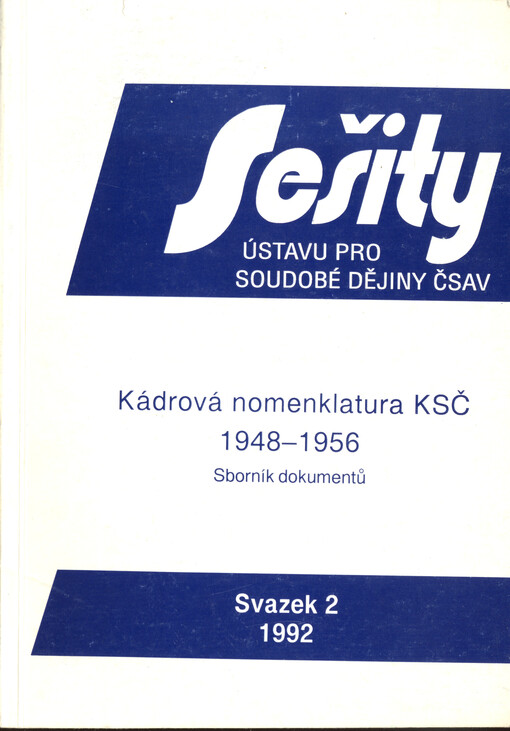 Sešity
ÚSTAVU PRO
SOUDOBÉ DĚJINY ČSAV
Kádrová nomenklatura KSČ
1948–1956
Sborník dokumentů
Svazek 2
1992